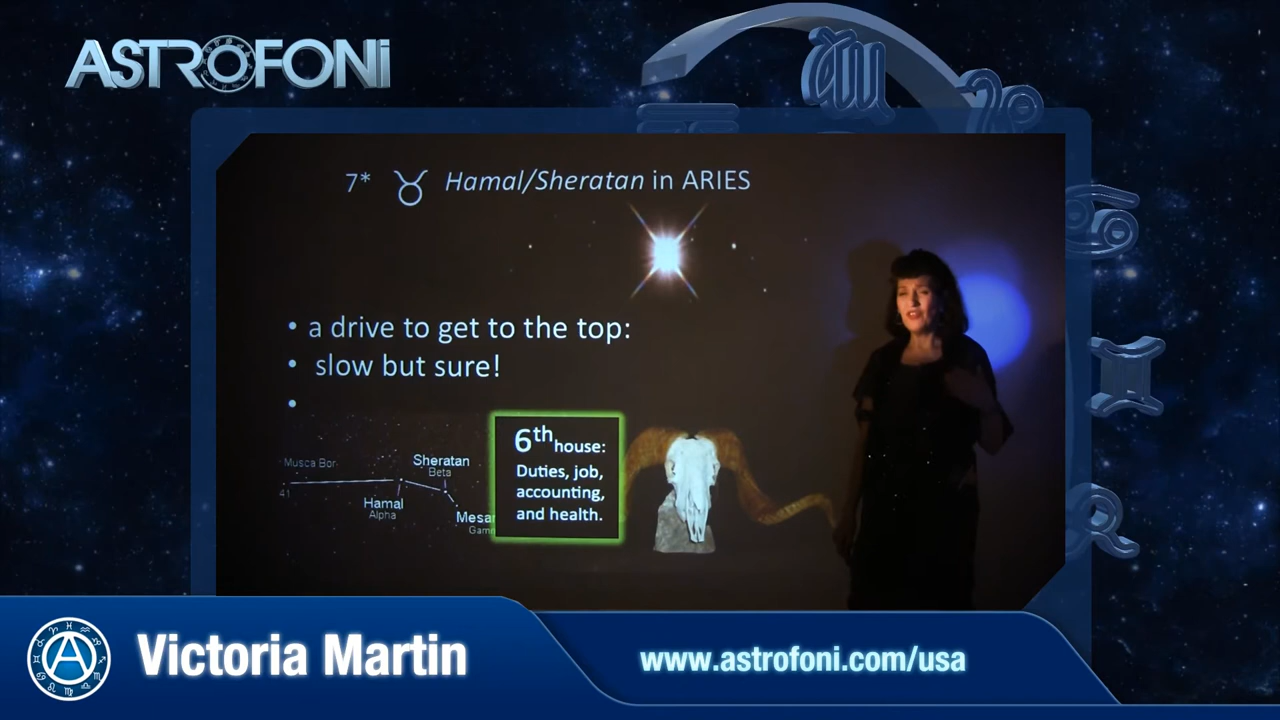 ASTROFONi
7* ♉ Hamal/Sheratan in ARIES
• a drive to get to the top:
• slow but sure!
•
Musca Bor
41
Sheratan
Beta
Hamal
Alpha
Mesar
Gam
6th house:
Duties, job,
accounting,
and health.
Victoria Martin
www.astrofoni.com/usa